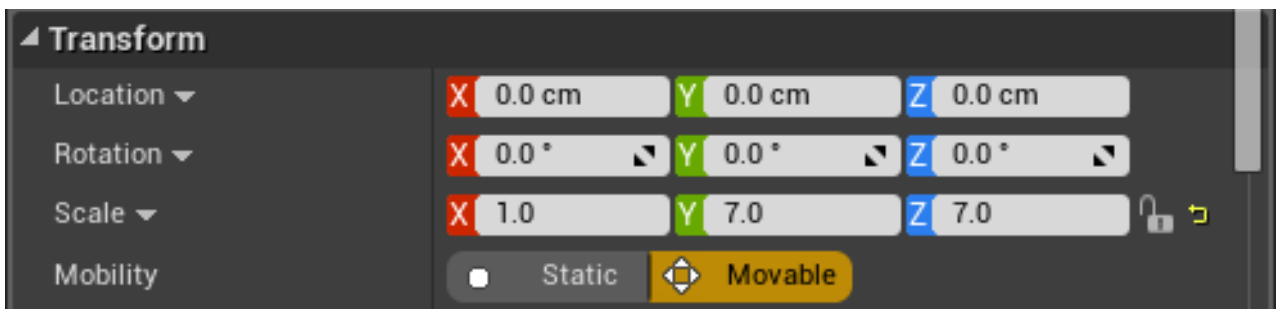 Transform
Location X 0.0 cm Y 0.0 cm Z 0.0 cm
Rotation X 0.0 ° Y 0.0 ° Z 0.0 °
Scale X 1.0 Y 7.0 Z 7.0
Mobility Static Movable